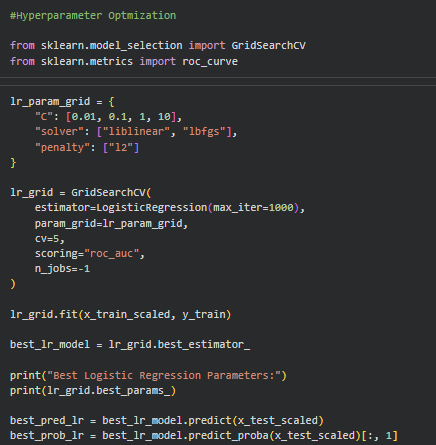 #Hyperparameter Optmization
from sklearn.model_selection import GridSearchCV
from sklearn.metrics import roc_curve
lr_param_grid = {
    "C": [0.01, 0.1, 1, 10],
    "solver": ["liblinear", "lbfgs"],
    "penalty": ["l2"]
}
lr_grid = GridSearchCV(
    estimator=LogisticRegression(max_iter=1000),
    param_grid=lr_param_grid,
    cv=5,
    scoring="roc_auc",
    n_jobs=-1
)
lr_grid.fit(x_train_scaled, y_train)
best_lr_model = lr_grid.best_estimator_
print("Best Logistic Regression Parameters:")
print(lr_grid.best_params_)
best_pred_lr = best_lr_model.predict(x_test_scaled)
best_prob_lr = best_lr_model.predict_proba(x_test_scaled)[:, 1]